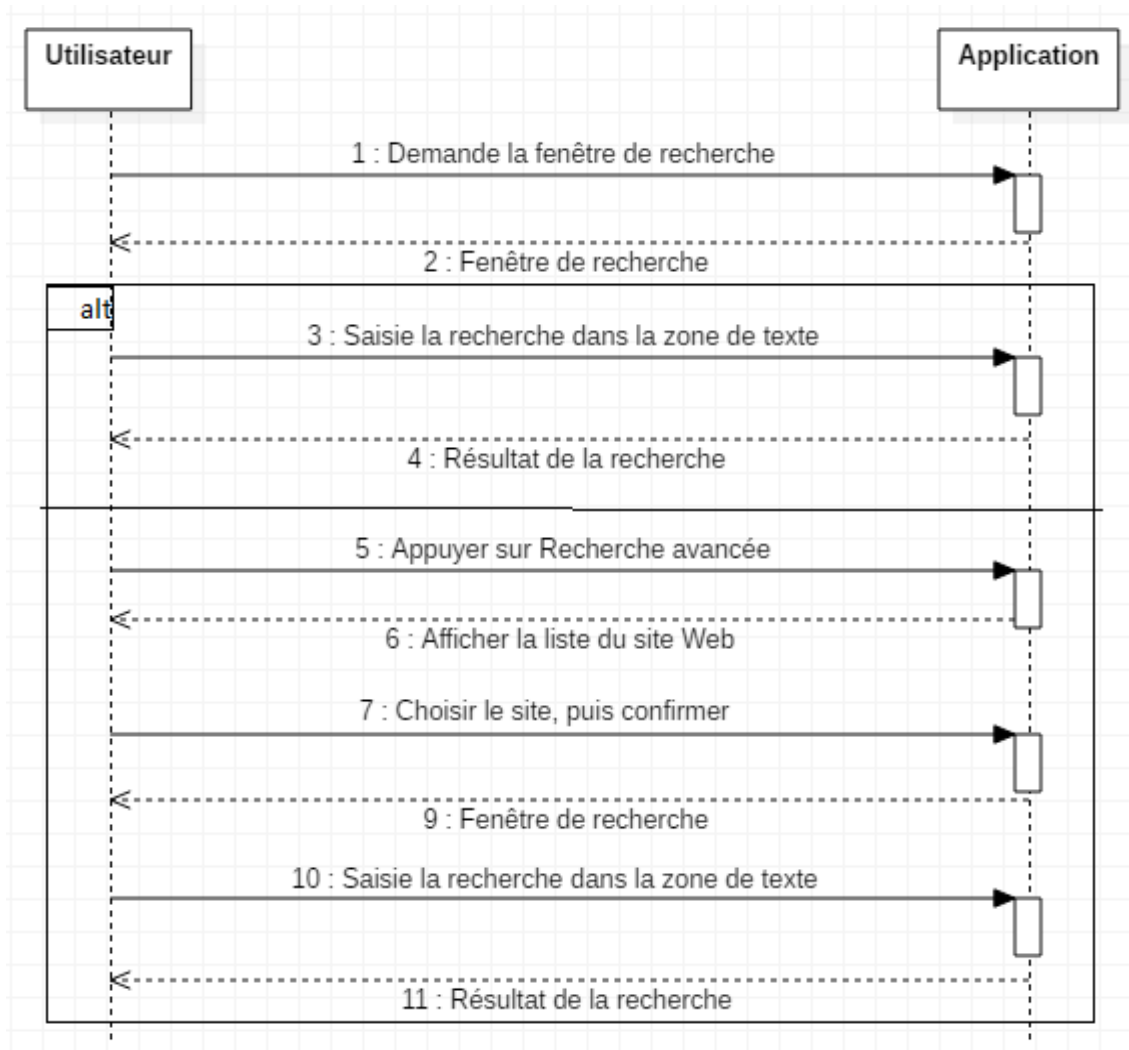 Utilisateur
Application
1 : Demande la fenêtre de recherche
2 : Fenêtre de recherche
alt
3 : Saisie la recherche dans la zone de texte
4 : Résultat de la recherche
5 : Appuyer sur Recherche avancée
6 : Afficher la liste du site Web
7 : Choisir le site, puis confirmer
9 : Fenêtre de recherche
10 : Saisie la recherche dans la zone de texte
11 : Résultat de la recherche